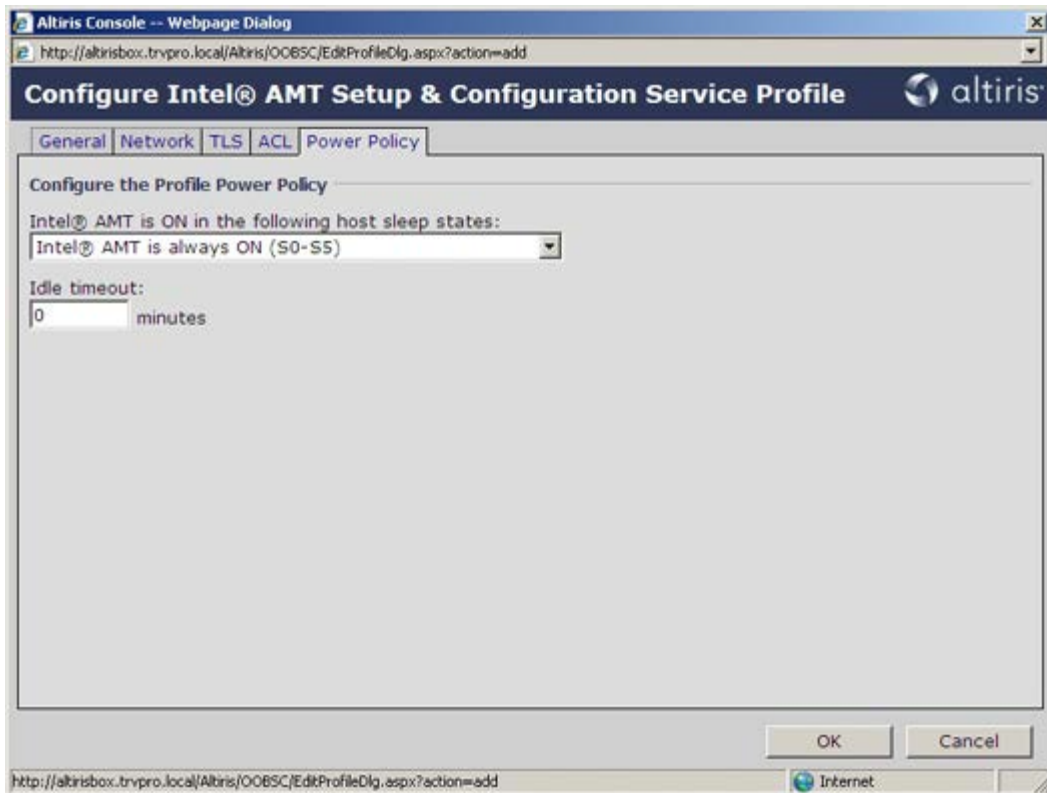 Altiris Console -- Webpage Dialog
http://altirisbox.trvpro.local/Altiris/OOBSC/EditProfileDlg.aspx?action=add
Configure Intel® AMT Setup & Configuration Service Profile
altiris
General Network TLS ACL Power Policy
Configure the Profile Power Policy
Intel® AMT is ON in the following host sleep states:
Intel® AMT is always ON (S0-S5)
Idle timeout:
0 minutes
OK Cancel
http://altirisbox.trvpro.local/Altiris/OOBSC/EditProfileDlg.aspx?action=add Internet